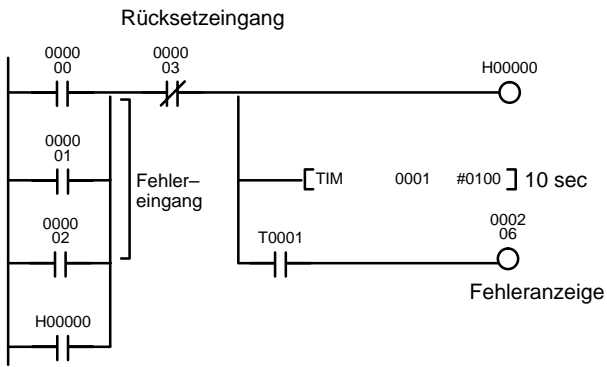 Rücksetzeingang
0000
00
0000
03
H00000
0000
01
Fehler–
eingang
TIM 0001 #0100 10 sec
0000
02
T0001
0002
06
Fehleranzeige
H00000